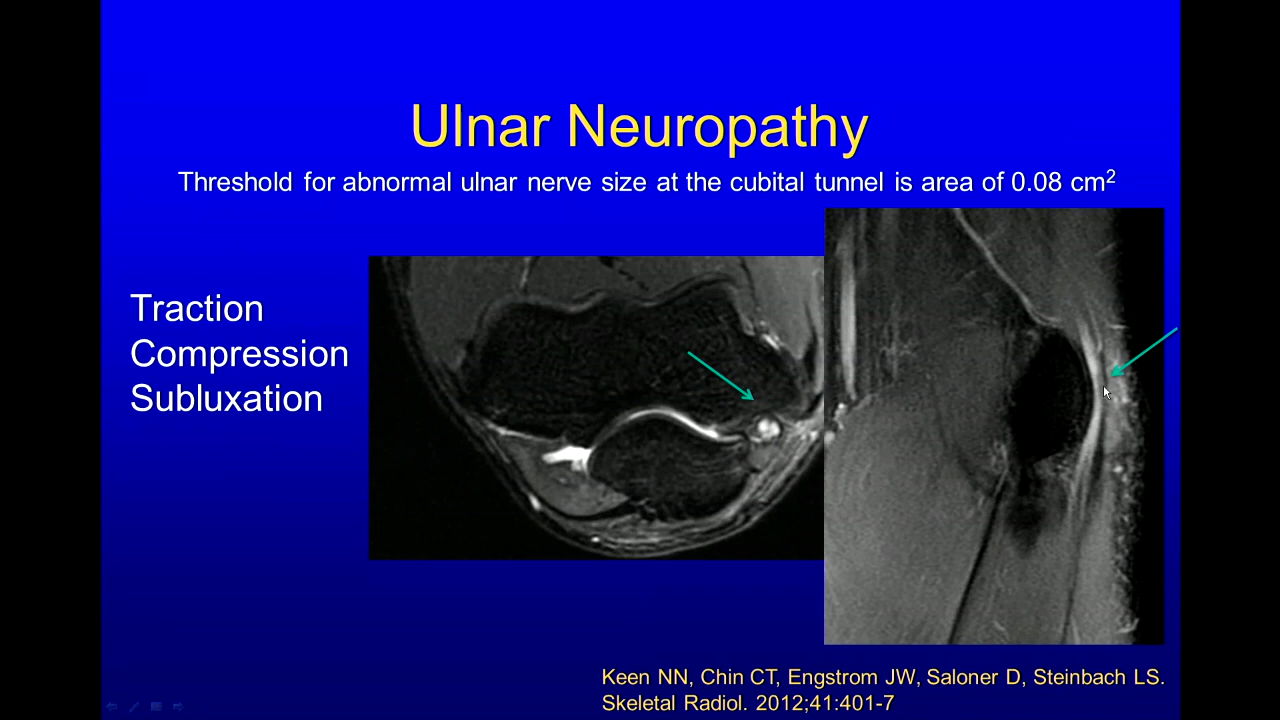 Ulnar Neuropathy
Threshold for abnormal ulnar nerve size at the cubital tunnel is area of 0.08 cm²
Traction
Compression
Subluxation
Keen NN, Chin CT, Engstrom JW, Saloner D, Steinbach LS.
Skeletal Radiol. 2012;41:401-7